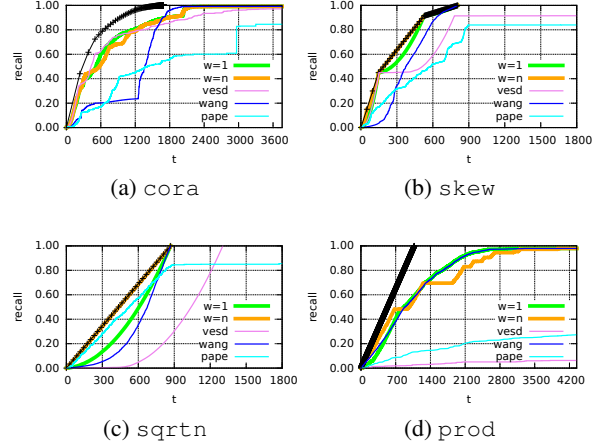 1.00
0.80
0.60
0.40
0.20
0.00
recall
w=1
w=n
vesd
wang
pape
0 600 1200 1800 2400 3000 3600
t
(a) cora
1.00
0.80
0.60
0.40
0.20
0.00
recall
w=1
w=n
vesd
wang
pape
0 300 600 900 1200 1500 1800
t
(b) skew
1.00
0.80
0.60
0.40
0.20
0.00
recall
w=1
w=n
vesd
wang
pape
0 300 600 900 1200 1500 1800
t
(c) sqrtn
1.00
0.80
0.60
0.40
0.20
0.00
recall
w=1
w=n
vesd
wang
pape
0 700 1400 2100 2800 3500 4200
t
(d) prod